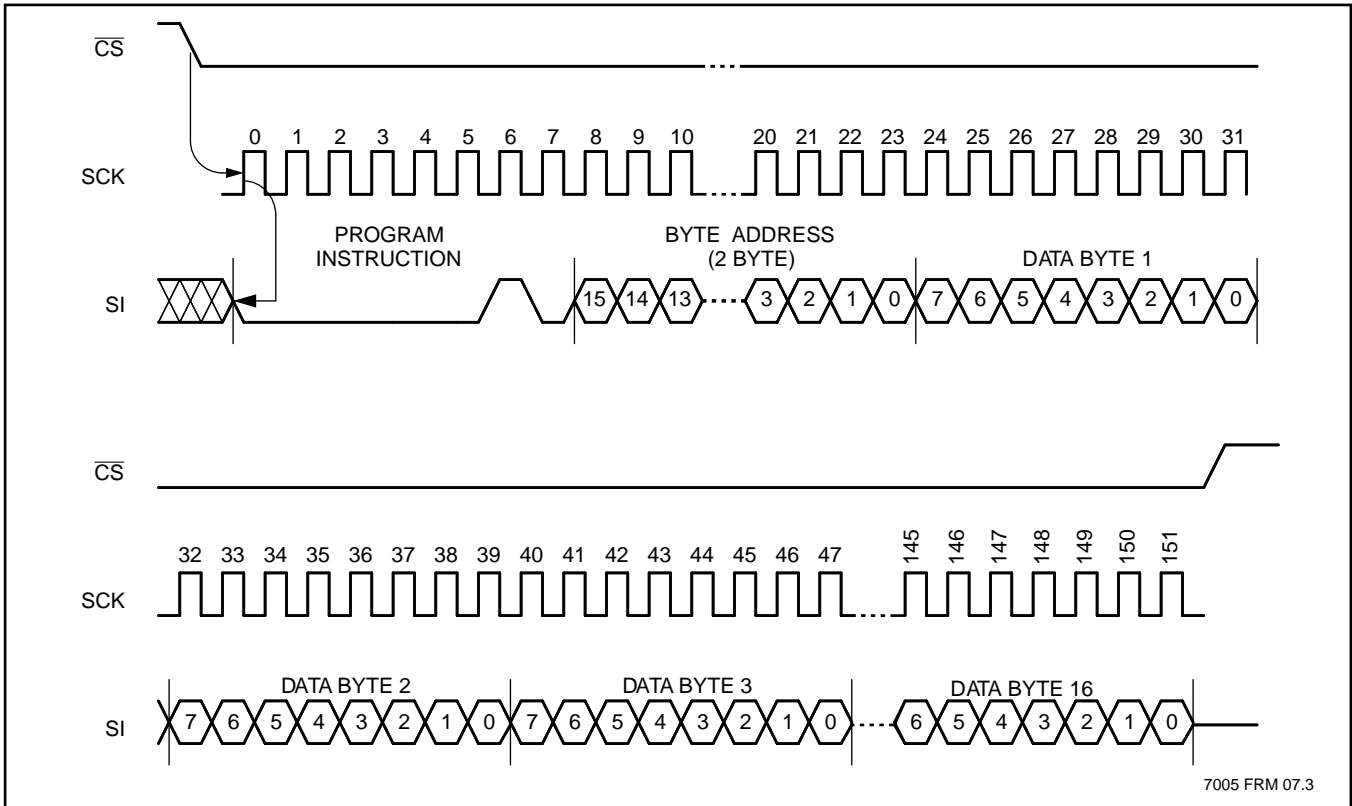 CS
0 1 2 3 4 5 6 7 8 9 10 20 21 22 23 24 25 26 27 28 29 30 31
SCK
PROGRAM
INSTRUCTION
BYTE ADDRESS
(2 BYTE)
DATA BYTE 1
SI
15 14 13 3 2 1 0 7 6 5 4 3 2 1 0
CS
32 33 34 35 36 37 38 39 40 41 42 43 44 45 46 47 145 146 147 148 149 150 151
SCK
DATA BYTE 2 DATA BYTE 3 DATA BYTE 16
SI
7 6 5 4 3 2 1 0 7 6 5 4 3 2 1 0 6 5 4 3 2 1 0
7005 FRM 07.3